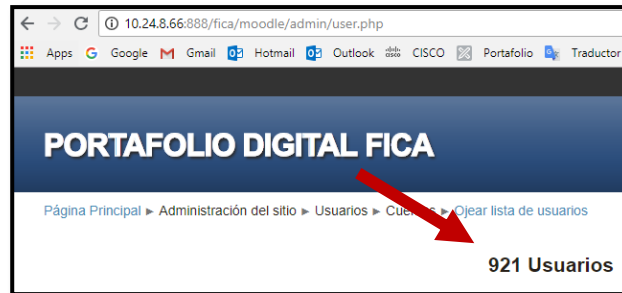 10.24.8.66:888/fica/moodle/admin/user.php
Apps Google Gmail Hotmail Outlook CISCO Portafolio Traductor
PORTAFOLIO DIGITAL FICA
Página Principal ► Administración del sitio ► Usuarios ► ► Ojear lista de usuarios
921 Usuarios